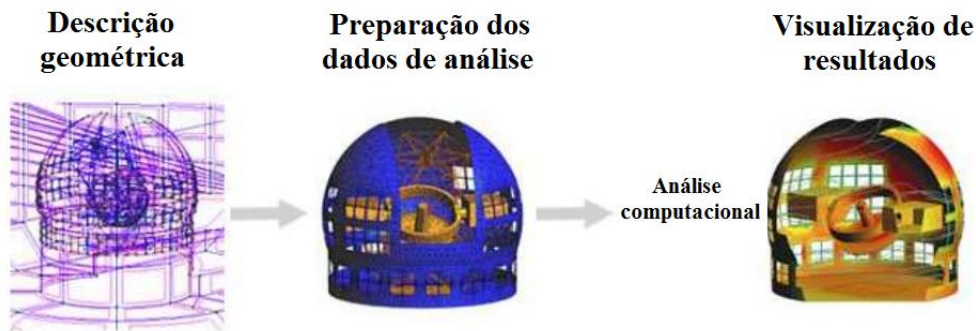 Descrição
geométrica
Preparação dos
dados de análise
Análise
computacional
Visualização de
resultados